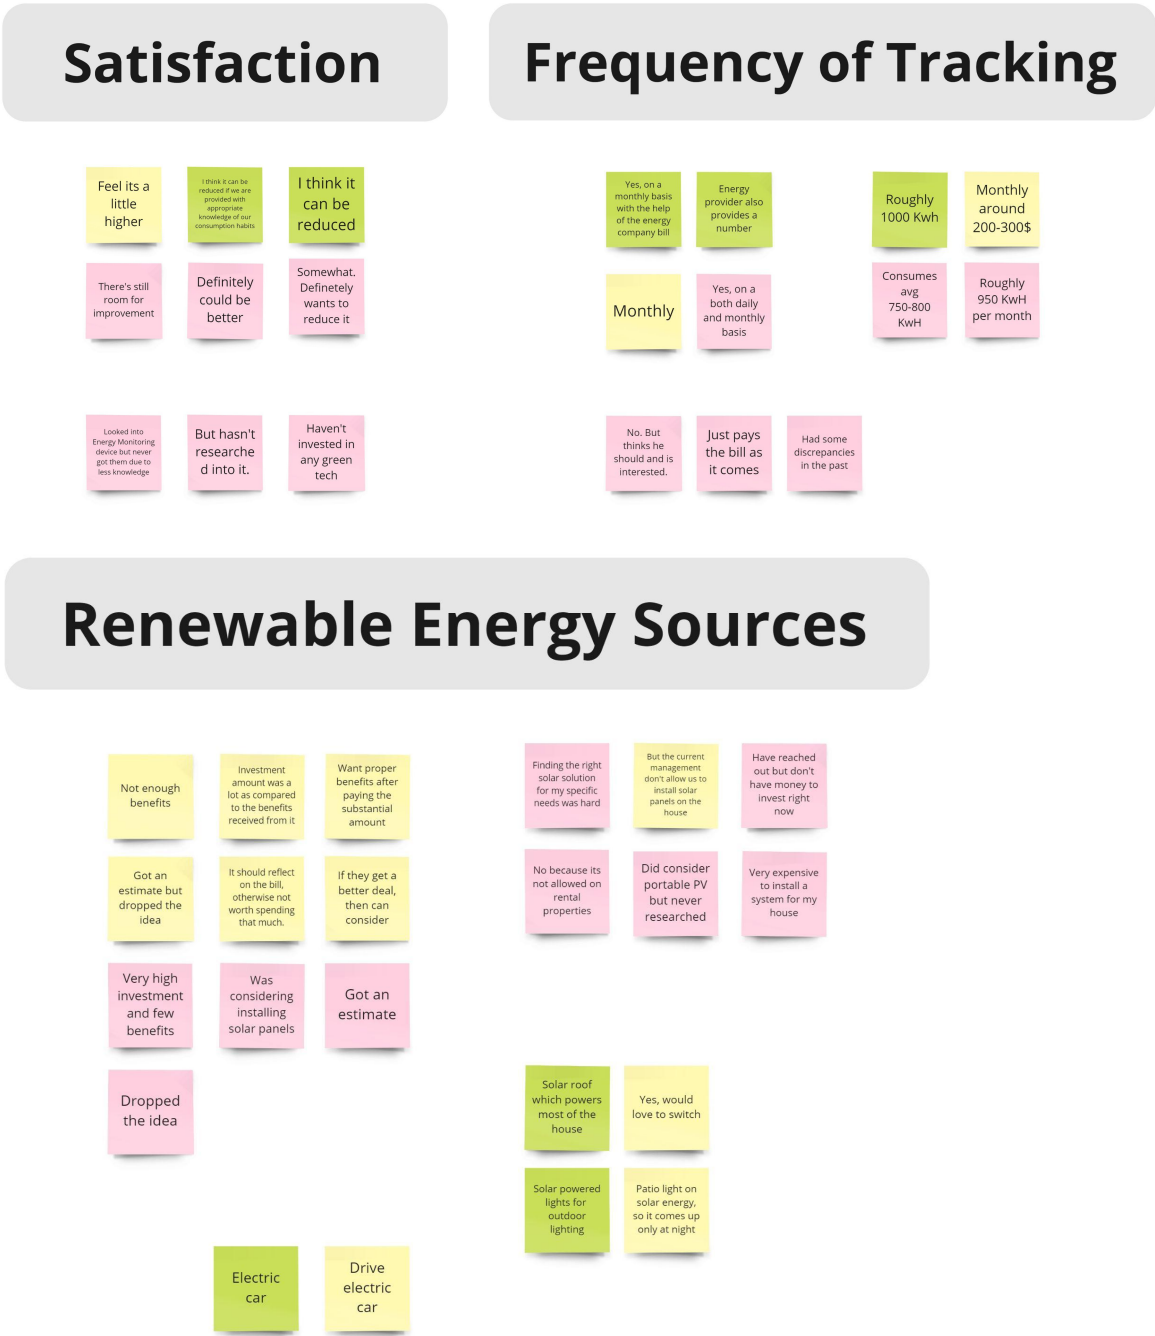 Satisfaction
Frequency of Tracking
Feel its a
little
higher
I think it can be
reduced if we are
provided with
appropriate
knowledge of our
consumption habits
I think it
can be
reduced
There's still
room for
improvement
Definitely
could be
better
Somewhat.
Definetely
wants to
reduce it
Looked into
Energy Monitoring
device but never
got them due to
less knowledge
But hasn't
researche
d into it.
Haven't
invested in
any green
tech
Yes, on a
monthly basis
with the help
of the energy
company bill
Energy
provider also
provides a
number
Monthly
Yes, on a
both daily
and monthly
basis
Roughly
1000 Kwh
Monthly
around
200-300$
Consumes
avg
750-800
KwH
Roughly
950 KwH
per month
No. But
thinks he
should and is
interested.
Just pays
the bill as
it comes
Had some
discrepancies
in the past
Renewable Energy Sources
Not enough
benefits
Investment
amount was a
lot as compared
to the benefits
received from it
Want proper
benefits after
paying the
substantial
amount
Got an
estimate but
dropped the
idea
It should reflect
on the bill,
otherwise not
worth spending
that much.
If they get a
better deal,
then can
consider
Very high
investment
and few
benefits
Was
considering
installing
solar panels
Got an
estimate
Dropped
the idea
Finding the right
solar solution
for my specific
needs was hard
But the current
management
don't allow us to
install solar
panels on the
house
Have reached
out but don't
have money to
invest right
now
No because its
not allowed on
rental
properties
Did consider
portable PV
but never
researched
Very expensive
to install a
system for my
house
Solar roof
which powers
most of the
house
Yes, would
love to switch
Solar powered
lights for
outdoor
lighting
Patio light on
solar energy,
so it comes up
only at night
Electric
car
Drive
electric
car